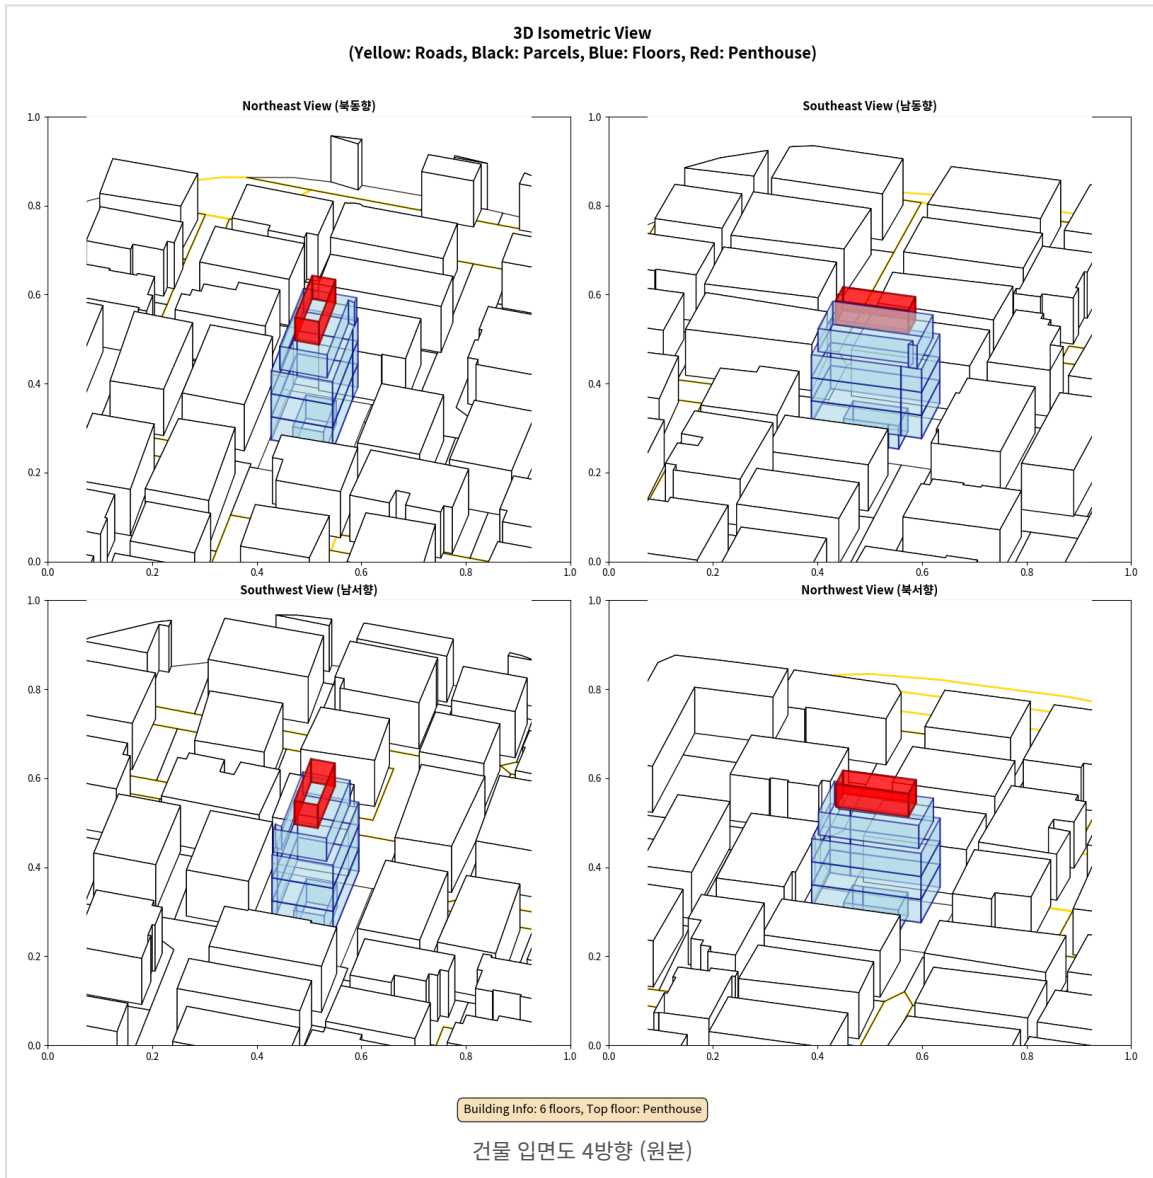 3D Isometric View
(Yellow: Roads, Black: Parcels, Blue: Floors, Red: Penthouse)
Northeast View (북동향)
1.0
0.8
0.6
0.4
0.2
0.0
0.0 0.2 0.4 0.6 0.8 1.0
Southeast View (남동향)
1.0
0.8
0.6
0.4
0.2
0.0
0.0 0.2 0.4 0.6 0.8 1.0
Southwest View (남서향)
1.0
0.8
0.6
0.4
0.2
0.0
0.0 0.2 0.4 0.6 0.8 1.0
Northwest View (북서향)
1.0
0.8
0.6
0.4
0.2
0.0
0.0 0.2 0.4 0.6 0.8 1.0
Building Info: 6 floors, Top floor: Penthouse
건물 입면도 4방향 (원본)